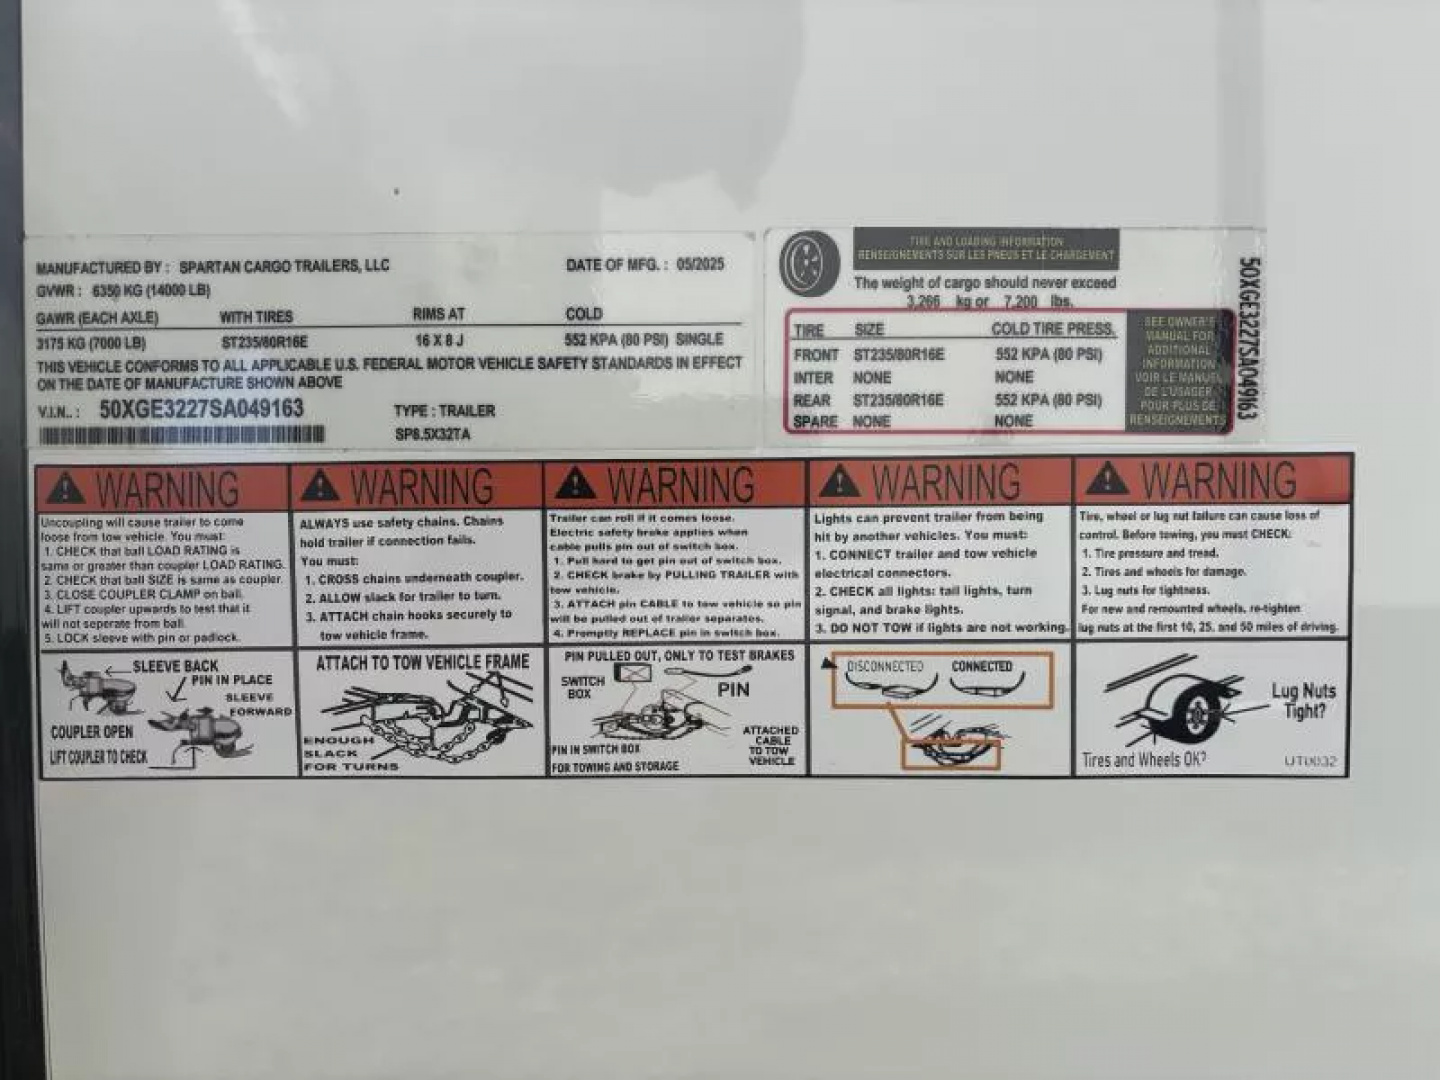 MANUFACTURED BY : SPARTAN CARGO TRAILERS, LLC DATE OF MFG. : 05/2025
GVWR : 6350 KG (14000 LB)
GAWR (EACH AXLE) WITH TIRES RIMS AT COLD
3175 KG (7000 LB) ST235/80R16E 16 X 8 J 552 KPA (80 PSI) SINGLE
THIS VEHICLE CONFORMS TO ALL APPLICABLE U.S. FEDERAL MOTOR VEHICLE SAFETY STANDARDS IN EFFECT
ON THE DATE OF MANUFACTURE SHOWN ABOVE
V.I.N.. : 50XGE3227SA049163 TYPE : TRAILER
SP8.5X32TA
TIRE AND LOADING INFORMATION
RENSEIGNEMENTS SUR LES PNEUS ET LE CHARGEMENT
The weight of cargo should never exceed
3,266 kg or 7,200 lbs.
TIRE SIZE COLD TIRE PRESS.
FRONT ST235/80R16E 552 KPA (80 PSI)
INTER NONE NONE
REAR ST235/80R16E 552 KPA (80 PSI)
SPARE NONE NONE
SEE OWNER'S
MANUAL FOR
ADDITIONAL
INFORMATION
VOIR LE MANUEL
DE L'USAGER
POUR PLUS DE
RENSEIGNEMENTS
50XGE3227SA049163
WARNING
Uncoupling will cause trailer to come
loose from tow vehicle. You must:
1. CHECK that ball LOAD RATING is
same or greater than coupler LOAD RATING.
2. CHECK that ball SIZE is same as coupler.
3. CLOSE COUPLER CLAMP on ball.
4. LIFT coupler upwards to test that it
will not seperate from ball.
5. LOCK sleeve with pin or padlock.
SLEEVE BACK
PIN IN PLACE
SLEEVE
FORWARD
COUPLER OPEN
LIFT COUPLER TO CHECK
WARNING
ALWAYS use safety chains. Chains
hold trailer if connection fails.
You must:
1. CROSS chains underneath coupler.
2. ALLOW slack for trailer to turn.
3. ATTACH chain hooks securely to
tow vehicle frame.
ATTACH TO TOW VEHICLE FRAME
ENOUGH
SLACK
FOR TURNS
WARNING
Trailer can roll if it comes loose.
Electric safety brake applies when
cable pulls pin out of switch box.
1. Pull hard to get pin out of switch box.
2. CHECK brake by PULLING TRAILER with
tow vehicle.
3. ATTACH pin CABLE to tow vehicle so pin
will be pulled out of trailer separates.
4. Promptly REPLACE pin in switch box.
PIN PULLED OUT, ONLY TO TEST BRAKES
SWITCH
BOX
PIN
ATTACHED
CABLE
TO TOW
VEHICLE
PIN IN SWITCH BOX
FOR TOWING AND STORAGE
WARNING
Lights can prevent trailer from being
hit by another vehicles. You must:
1. CONNECT trailer and tow vehicle
electrical connectors.
2. CHECK all lights: tail lights, turn
signal, and brake lights.
3. DO NOT TOW if lights are not working.
DISCONNECTED CONNECTED
WARNING
Tire, wheel or lug nut failure can cause loss of
control. Before towing, you must CHECK:
1. Tire pressure and tread.
2. Tires and wheels for damage.
3. Lug nuts for tightness.
For new and remounted wheels, re-tighten
lug nuts at the first 10, 25, and 50 miles of driving.
Lug Nuts
Tight?
Tires and Wheels OK?
UT0032